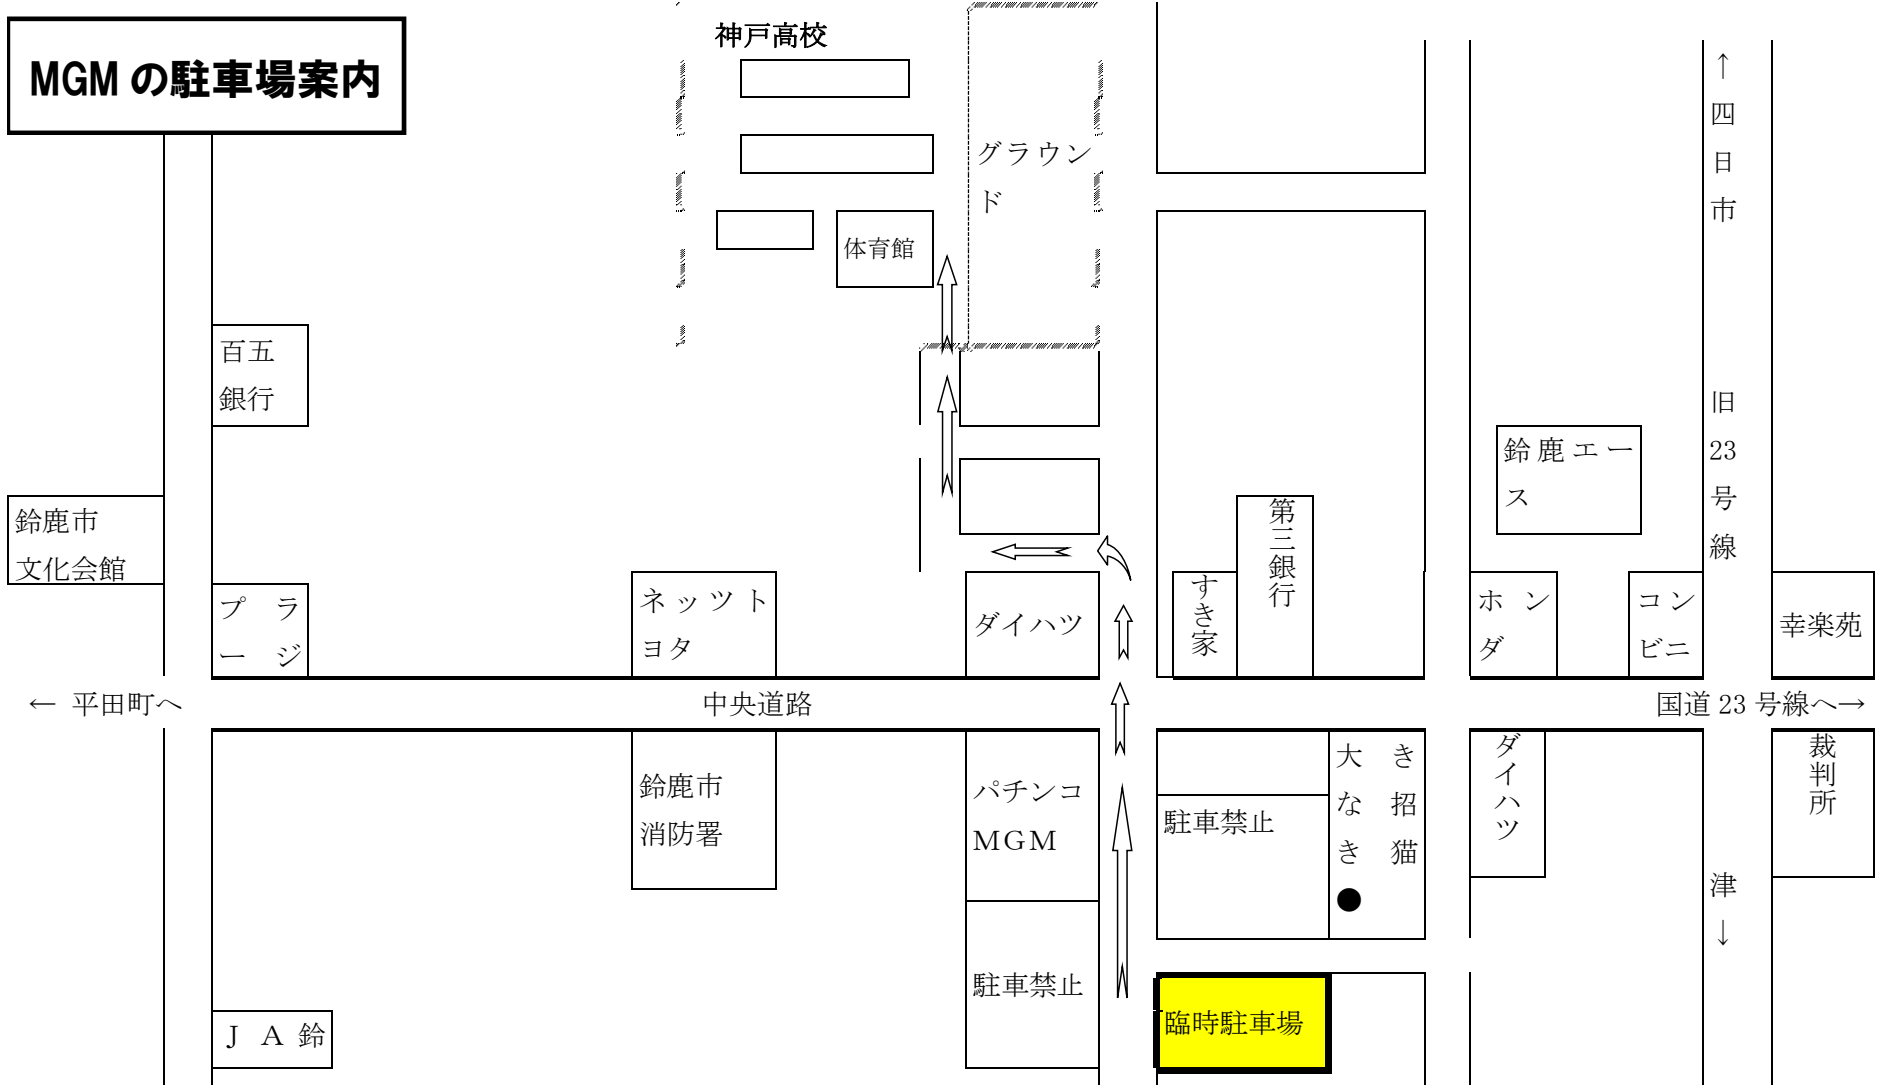 MGMの駐車場案内
神戸高校
グラウン
ド
体育館
↑
四
日
市
旧
23
号
線
百五
銀行
鈴鹿エー
ス
鈴鹿市
文化会館
第三銀行
プラ
ージ
ネッツト
ヨタ
ダイハツ
すき家
ホン
ダ
コン
ビニ
幸楽苑
← 平田町へ
中央道路
国道 23 号線へ→
鈴鹿市
消防署
パチンコ
MGM
駐車禁止
大き
な招
き猫
●
ダイハツ
裁判所
津
↓
駐車禁止
臨時駐車場
JA鈴